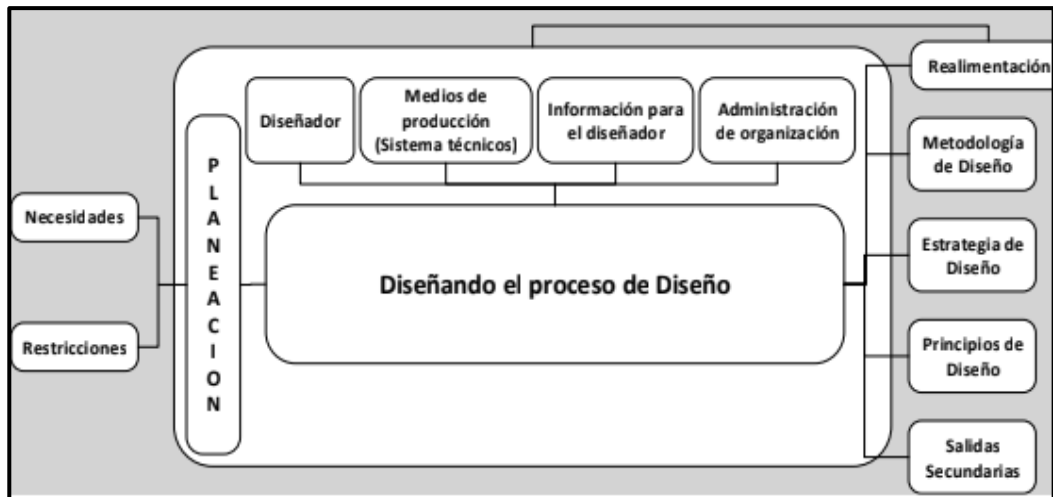 Realimentación
Diseñador
Medios de
producción
(Sistema técnicos)
Información para
el diseñador
Administración
de organización
Metodología
de Diseño
PLANEACION
Necesidades
Restricciones
Diseñando el proceso de Diseño
Estrategia de
Diseño
Principios de
Diseño
Salidas
Secundarias